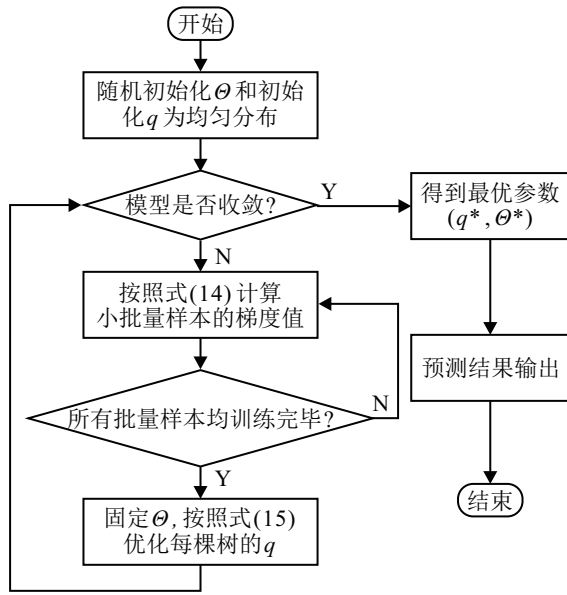 开始
随机初始化Θ和初始
化q为均匀分布
模型是否收敛?
Y
得到最优参数
(q*,Θ*)
N
按照式(14)计算
小批量样本的梯度值
预测结果输出
所有批量样本均训练完毕?
N
Y
结束
固定Θ,按照式(15)
优化每棵树的q